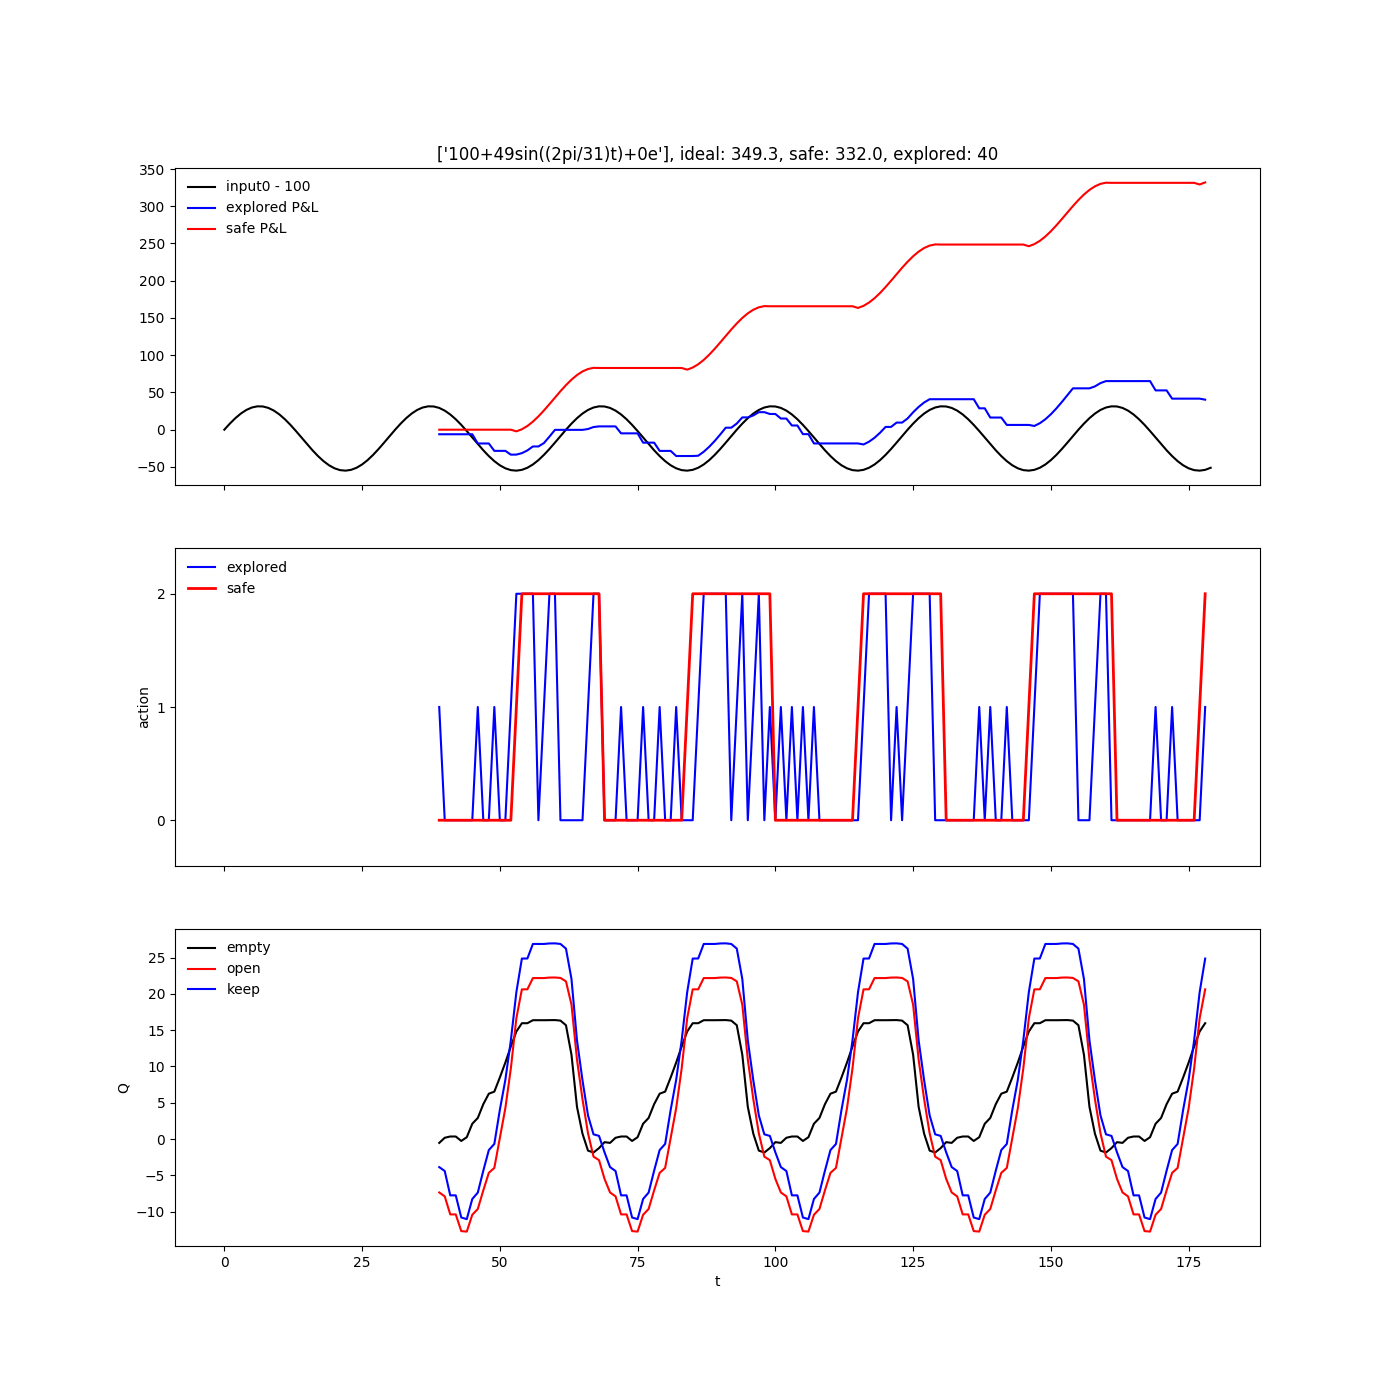 ['100+49sin((2pi/31)t)+0e'], ideal: 349.3, safe: 332.0, explored: 40
350
300
250
200
150
100
50
0
−50
input0 - 100
explored P&L
safe P&L
action
2
1
0
explored
safe
Q
25
20
15
10
5
0
−5
−10
empty
open
keep
0 25 50 75 100 125 150 175
t